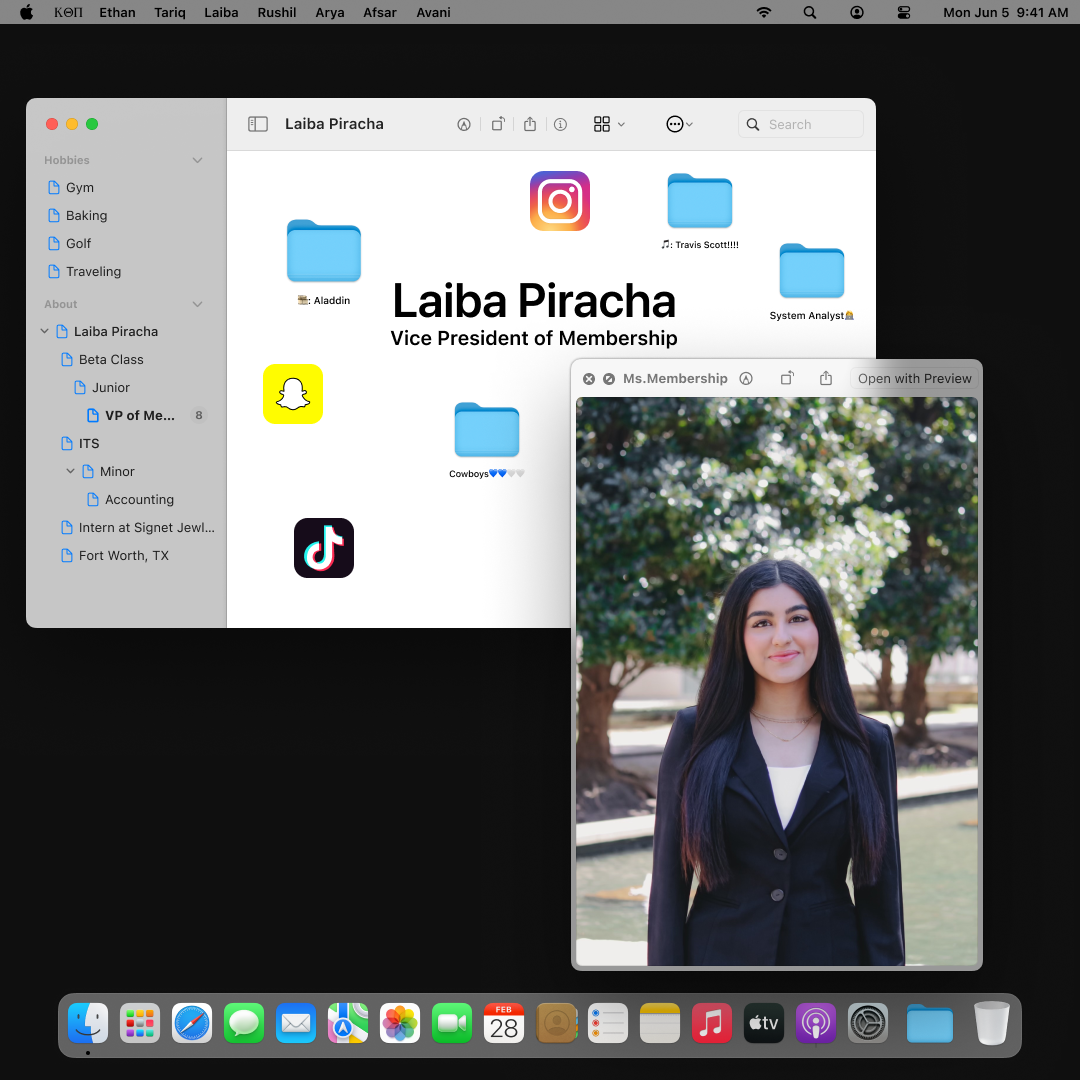 ΚΘΠ Ethan Tariq Laiba Rushil Arya Afsar Avani Mon Jun 5 9:41 AM
Laiba Piracha
Search
Hobbies
Gym
Baking
Golf
Traveling
About
Laiba Piracha
Beta Class
Junior
VP of Me... 8
ITS
Minor
Accounting
Intern at Signet Jewl...
Fort Worth, TX
🎵: Travis Scott!!!!
: Aladdin
System Analyst
Laiba Piracha
Vice President of Membership
Cowboys💙💙🤍🤍
Ms.Membership
Open with Preview
FEB
28
tv